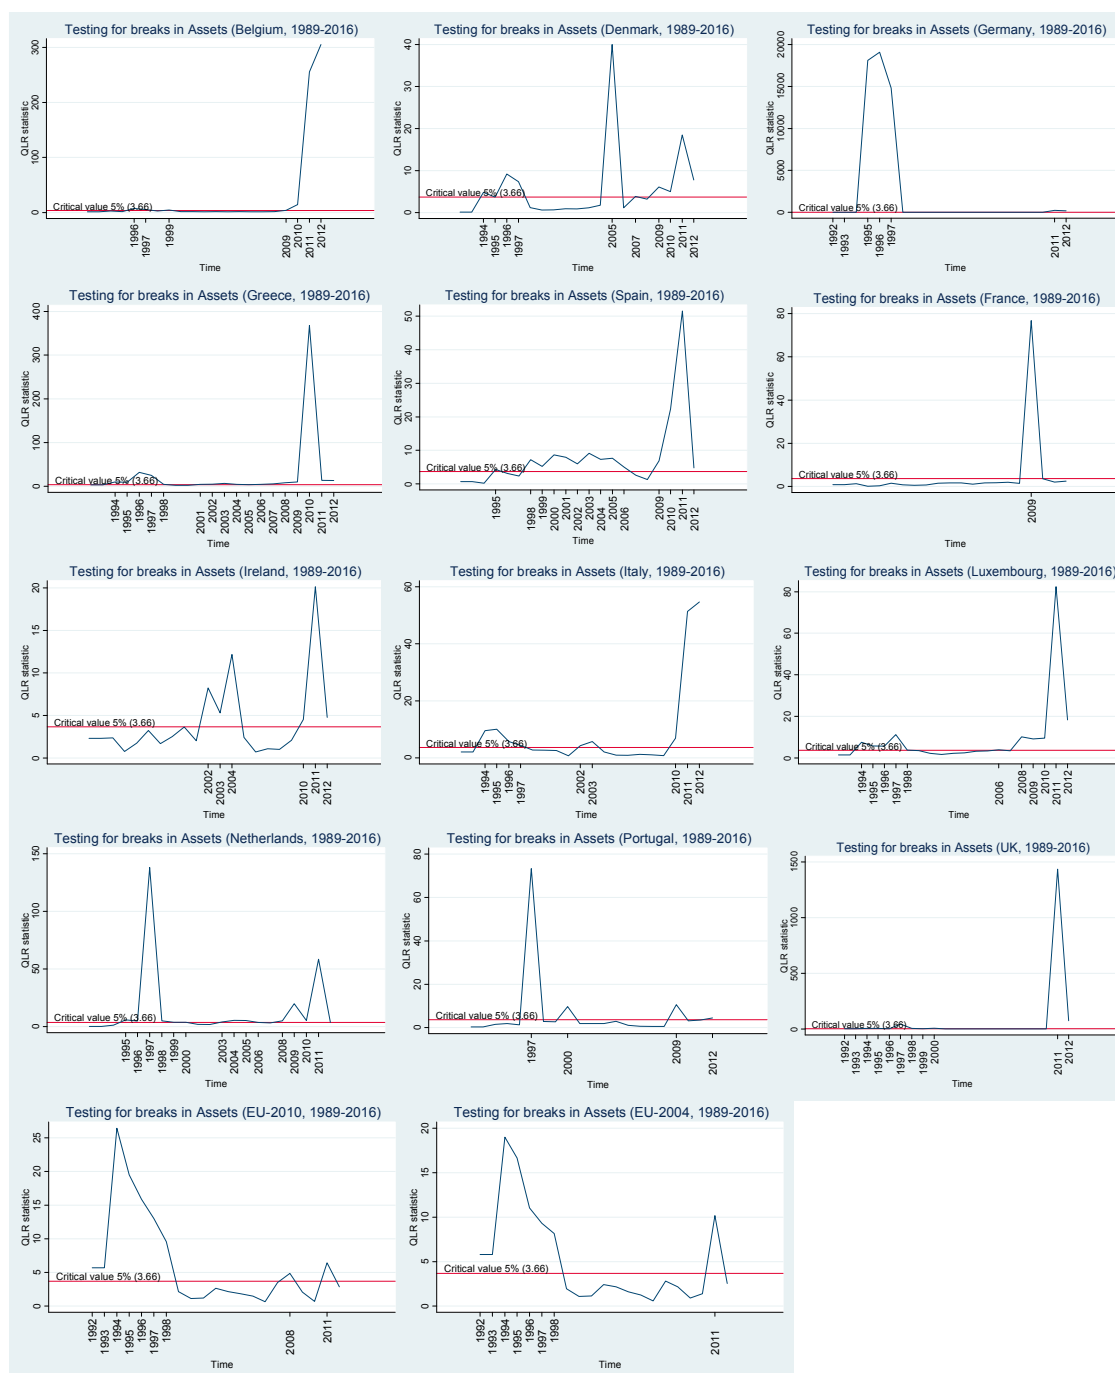 Testing for breaks in Assets (Belgium, 1989-2016)
QLR statistic
0 100 200 300
Critical value 5% (3.66)
1996 1997 1999 2009 2010 2011 2012
Time
Testing for breaks in Assets (Denmark, 1989-2016)
QLR statistic
0 10 20 30 40
Critical value 5% (3.66)
1994 1995 1996 1997 2005 2007 2009 2010 2011 2012
Time
Testing for breaks in Assets (Germany, 1989-2016)
QLR statistic
0 5000 10000 15000 20000
Critical value 5% (3.66)
1992 1993 1995 1996 1997 2011 2012
Time
Testing for breaks in Assets (Greece, 1989-2016)
QLR statistic
0 100 200 300 400
Critical value 5% (3.66)
1994 1995 1996 1997 1998 2001 2002 2003 2004 2005 2006 2007 2008 2009 2010 2011 2012
Time
Testing for breaks in Assets (Spain, 1989-2016)
QLR statistic
0 10 20 30 40 50
Critical value 5% (3.66)
1995 1998 1999 2000 2001 2002 2003 2004 2005 2006 2009 2010 2011 2012
Time
Testing for breaks in Assets (France, 1989-2016)
QLR statistic
0 20 40 60 80
Critical value 5% (3.66)
2009
Time
Testing for breaks in Assets (Ireland, 1989-2016)
QLR statistic
0 5 10 15 20
Critical value 5% (3.66)
2002 2003 2004 2010 2011 2012
Time
Testing for breaks in Assets (Italy, 1989-2016)
QLR statistic
0 20 40 60
Critical value 5% (3.66)
1994 1995 1996 1997 2002 2003 2010 2011 2012
Time
Testing for breaks in Assets (Luxembourg, 1989-2016)
QLR statistic
0 20 40 60 80
Critical value 5% (3.66)
1994 1995 1996 1997 1998 2006 2008 2009 2010 2011 2012
Time
Testing for breaks in Assets (Netherlands, 1989-2016)
QLR statistic
0 50 100 150
Critical value 5% (3.66)
1995 1996 1997 1998 1999 2000 2003 2004 2005 2006 2008 2009 2010 2011
Time
Testing for breaks in Assets (Portugal, 1989-2016)
QLR statistic
0 20 40 60 80
Critical value 5% (3.66)
1997 2000 2009 2012
Time
Testing for breaks in Assets (UK, 1989-2016)
QLR statistic
0 500 1000 1500
Critical value 5% (3.66)
1992 1993 1994 1995 1996 1997 1998 1999 2000 2011 2012
Time
Testing for breaks in Assets (EU-2010, 1989-2016)
QLR statistic
0 5 10 15 20 25
Critical value 5% (3.66)
1992 1993 1994 1995 1996 1997 1998 2008 2011
Time
Testing for breaks in Assets (EU-2004, 1989-2016)
QLR statistic
0 5 10 15 20
Critical value 5% (3.66)
1992 1993 1994 1995 1996 1997 1998 2011
Time